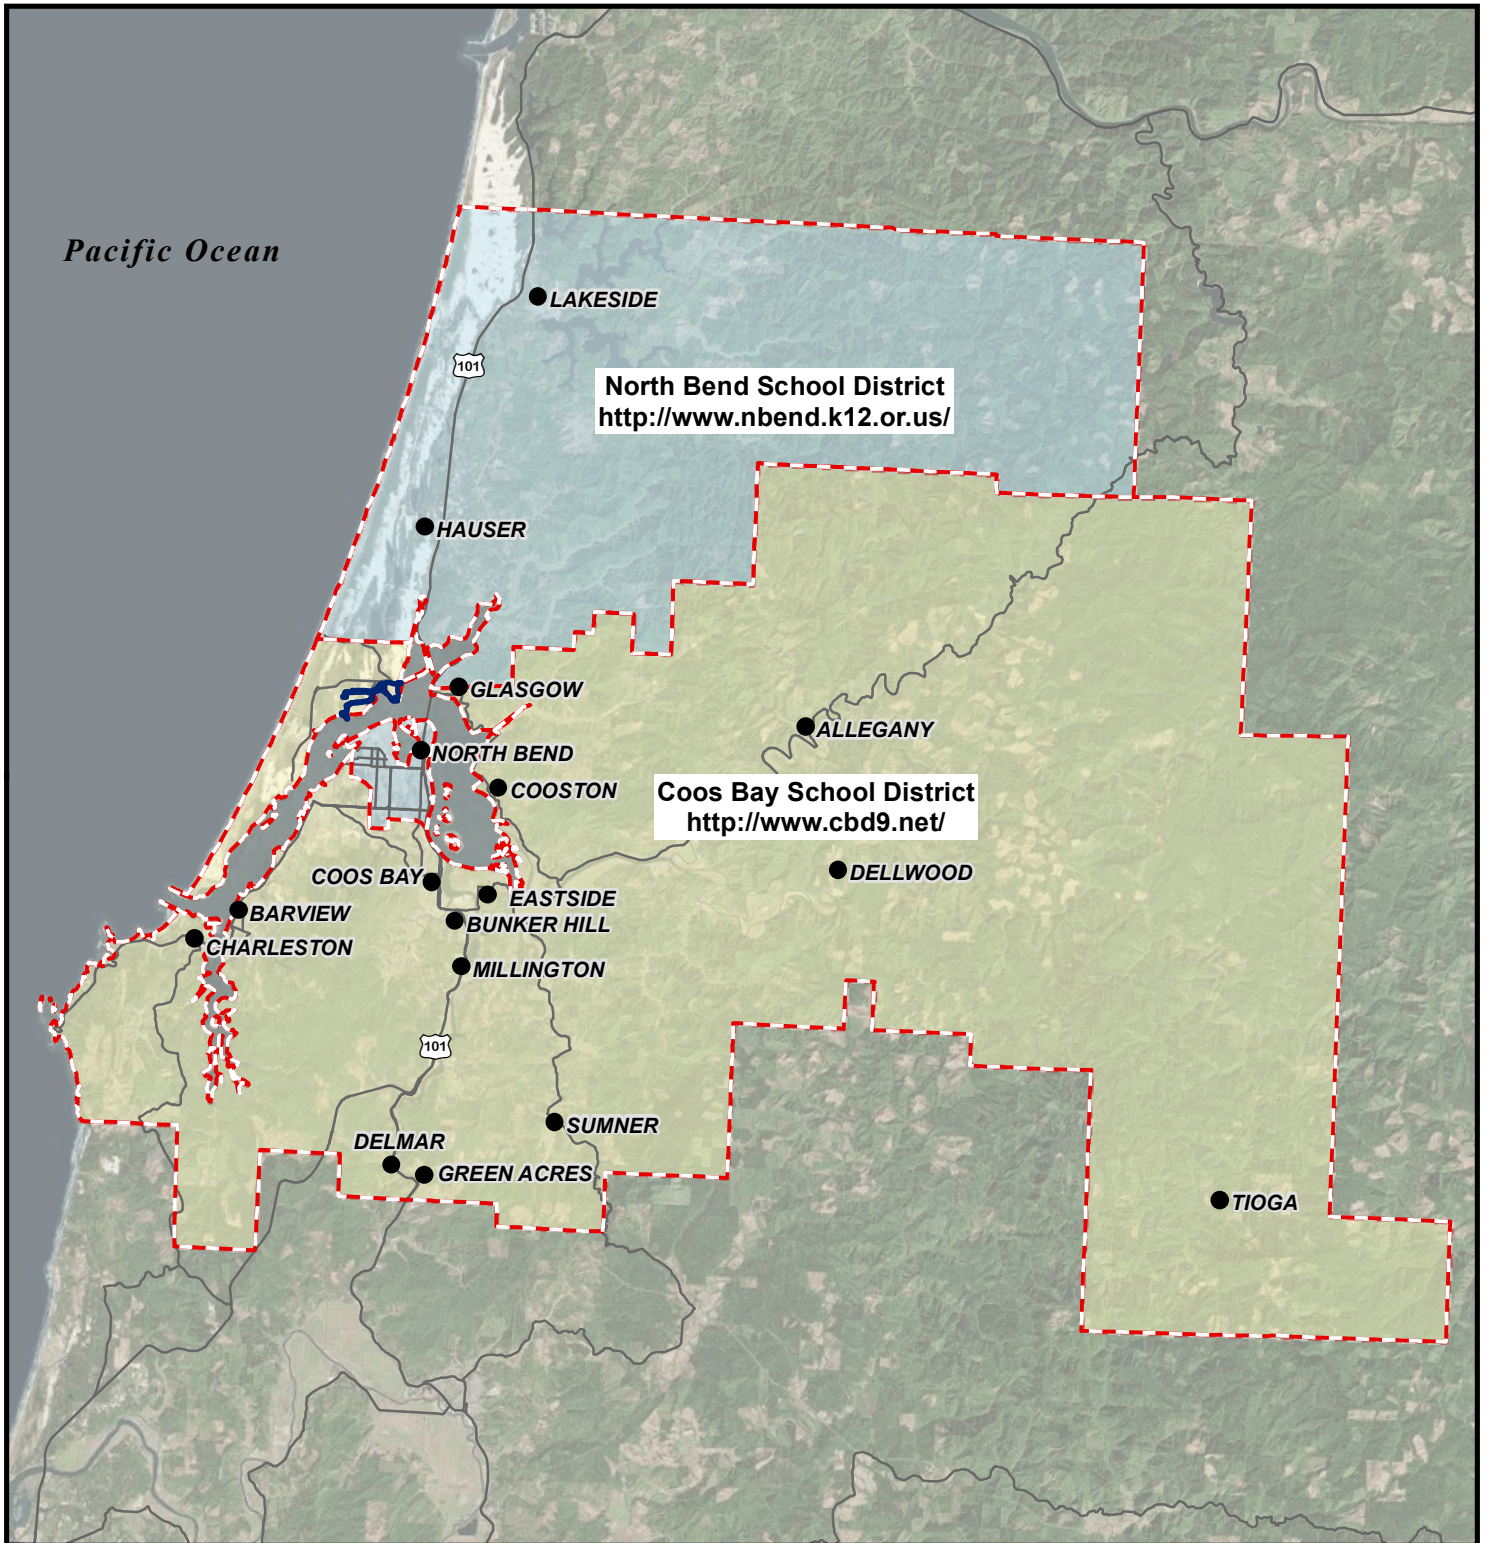 Pacific Ocean
LAKESIDE
101
North Bend School District
http://www.nbend.k12.or.us/
HAUSER
GLASGOW
ALLEGANY
NORTH BEND
COOSTON
Coos Bay School District
http://www.cbd9.net/
DELLWOOD
COOS BAY
EASTSIDE
BARVIEW
BUNKER HILL
CHARLESTON
MILLINGTON
101
SUMNER
DELMAR
GREEN ACRES
TIOGA